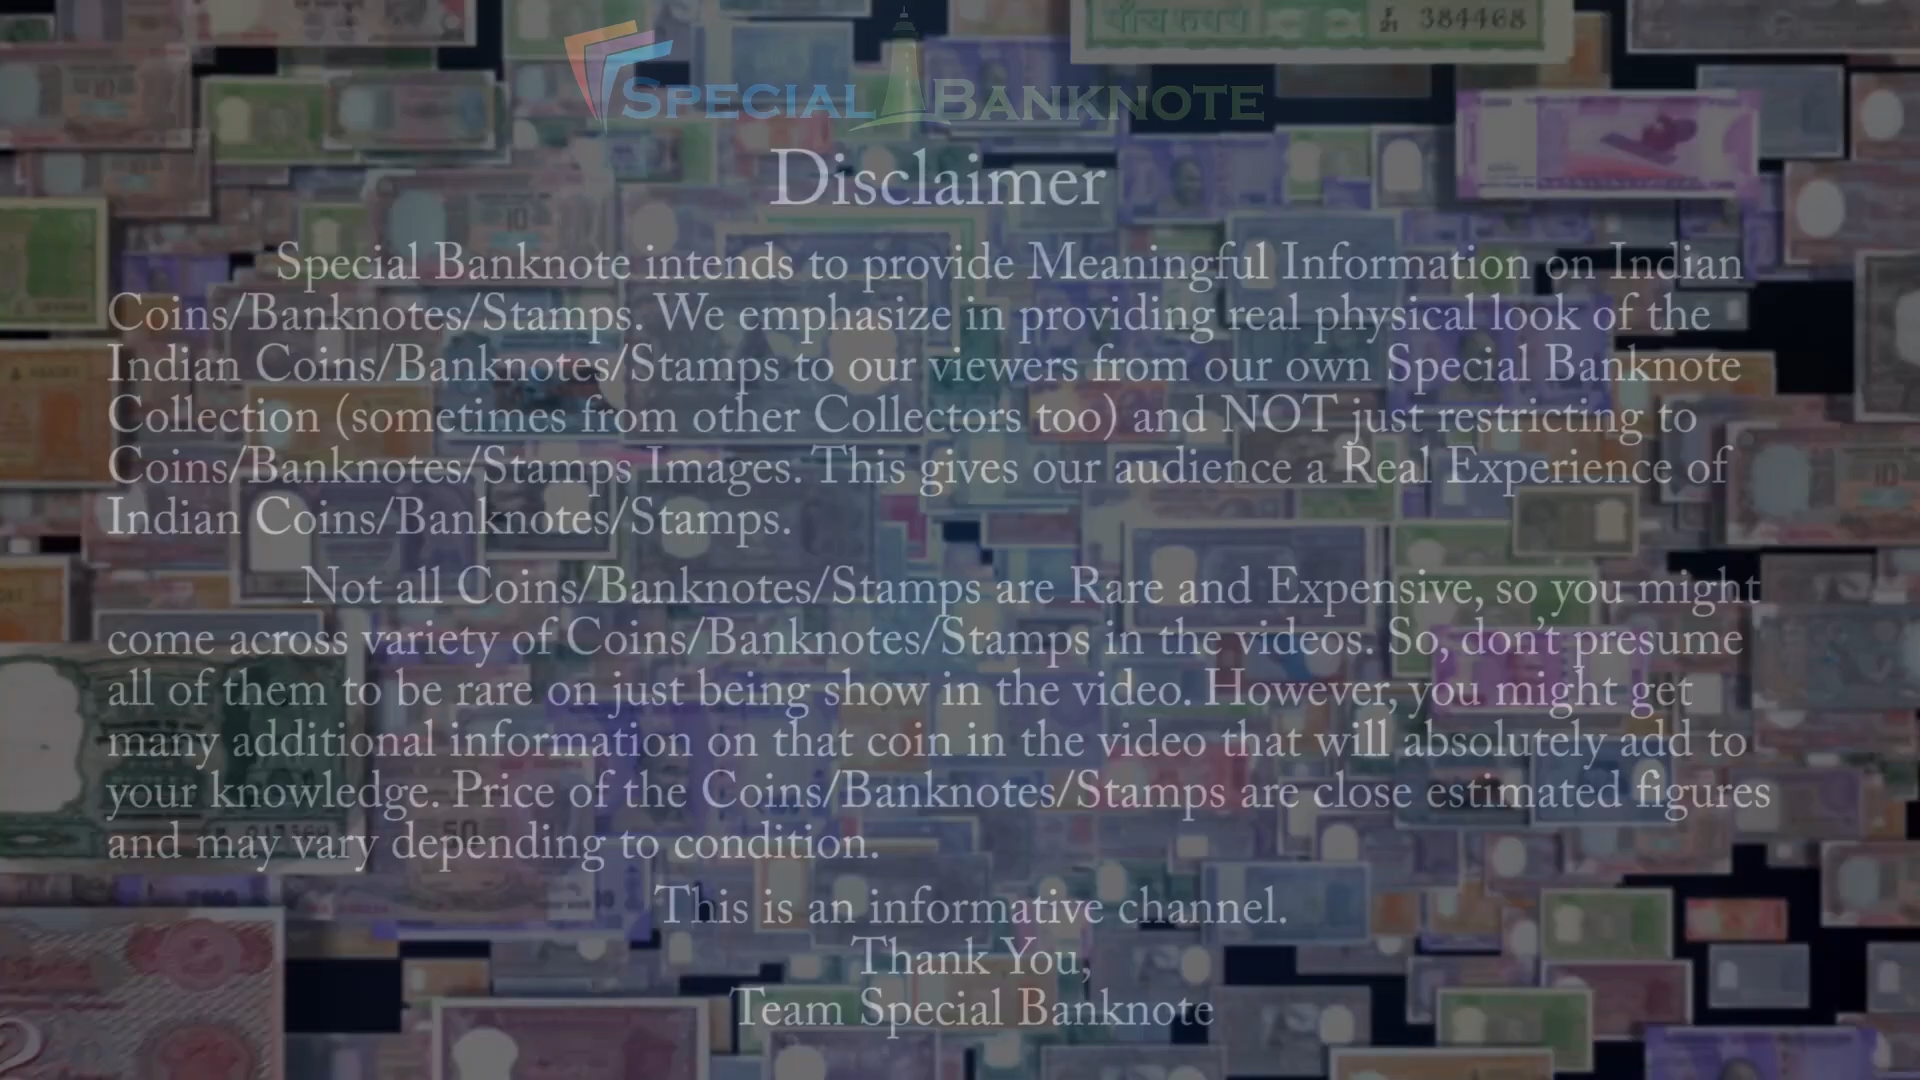 पाँच रुपये F 21 384468
SPECIAL BANKNOTE
Disclaimer
Special Banknote intends to provide Meaningful Information on Indian
Coins/Banknotes/Stamps. We emphasize in providing real physical look of the
Indian Coins/Banknotes/Stamps to our viewers from our own Special Banknote
Collection (sometimes from other Collectors too) and NOT just restricting to
Coins/Banknotes/Stamps Images. This gives our audience a Real Experience of
Indian Coins/Banknotes/Stamps.
Not all Coins/Banknotes/Stamps are Rare and Expensive, so you might
come across variety of Coins/Banknotes/Stamps in the videos. So, don't presume
all of them to be rare on just being show in the video. However, you might get
many additional information on that coin in the video that will absolutely add to
your knowledge. Price of the Coins/Banknotes/Stamps are close estimated figures
and may vary depending to condition.
This is an informative channel.
Thank You,
Team Special Banknote